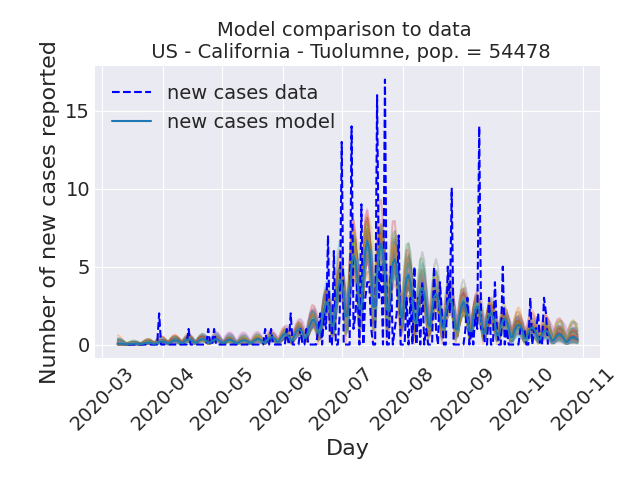 Model comparison to data
US - California - Tuolumne, pop. = 54478
Number of new cases reported
15
10
5
0
new cases data
new cases model
2020-03
2020-04
2020-05
2020-06
2020-07
2020-08
2020-09
2020-10
2020-11
Day